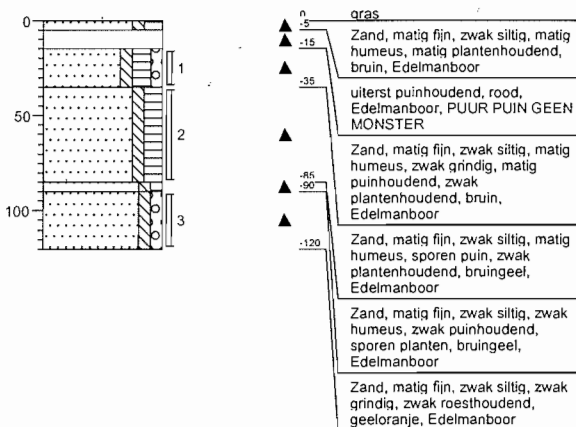 0
50
100
1
2
3
0
-5
-15
-35
-85
-90
-120
gras
Zand, matig fijn, zwak siltig, matig
humeus, matig plantenhoudend,
bruin, Edelmanboor
uiterst puinhoudend, rood,
Edelmanboor, PUUR PUIN GEEN
MONSTER
Zand, matig fijn, zwak siltig, matig
humeus, zwak grindig, matig
puinhoudend, zwak
plantenhoudend, bruin,
Edelmanboor
Zand, matig fijn, zwak siltig, matig
humeus, sporen puin, zwak
plantenhoudend, bruingeel,
Edelmanboor
Zand, matig fijn, zwak siltig, zwak
humeus, zwak puinhoudend,
sporen planten, bruingeel,
Edelmanboor
Zand, matig fijn, zwak siltig, zwak
grindig, zwak roesthoudend,
geeloranje, Edelmanboor